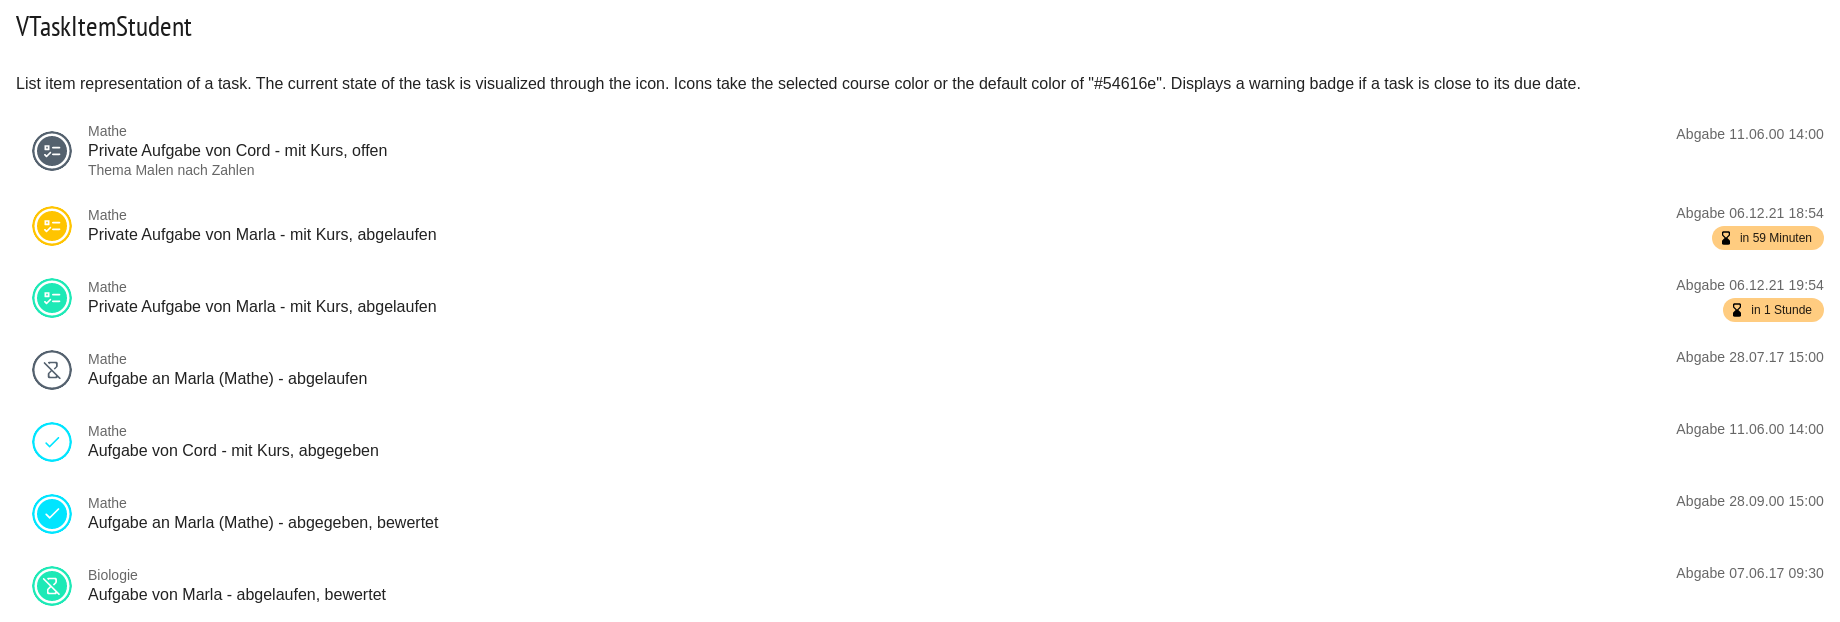 VTaskItemStudent
List item representation of a task. The current state of the task is visualized through the icon. Icons take the selected course color or the default color of "#54616e". Displays a warning badge if a task is close to its due date.
Mathe
Private Aufgabe von Cord - mit Kurs, offen
Thema Malen nach Zahlen
Abgabe 11.06.00 14:00
Mathe
Private Aufgabe von Marla - mit Kurs, abgelaufen
Abgabe 06.12.21 18:54
in 59 Minuten
Mathe
Private Aufgabe von Marla - mit Kurs, abgelaufen
Abgabe 06.12.21 19:54
in 1 Stunde
Mathe
Aufgabe an Marla (Mathe) - abgelaufen
Abgabe 28.07.17 15:00
Mathe
Aufgabe von Cord - mit Kurs, abgegeben
Abgabe 11.06.00 14:00
Mathe
Aufgabe an Marla (Mathe) - abgegeben, bewertet
Abgabe 28.09.00 15:00
Biologie
Aufgabe von Marla - abgelaufen, bewertet
Abgabe 07.06.17 09:30